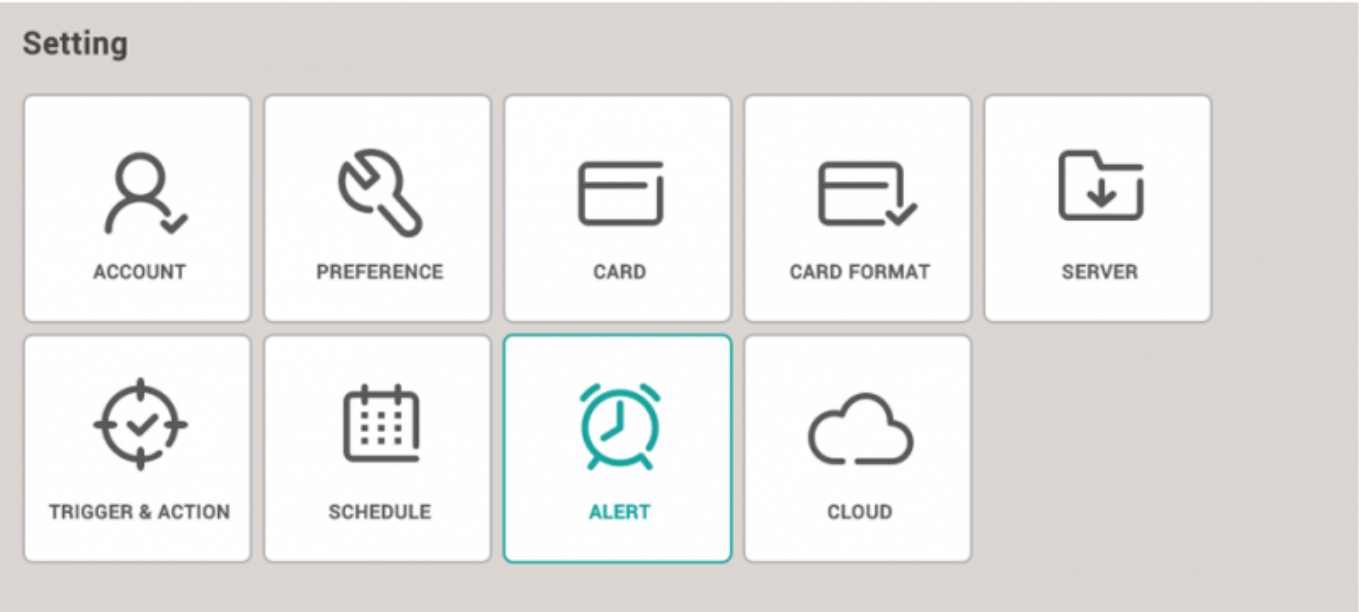 Setting
ACCOUNT
PREFERENCE
CARD
CARD FORMAT
SERVER
TRIGGER & ACTION
SCHEDULE
ALERT
CLOUD